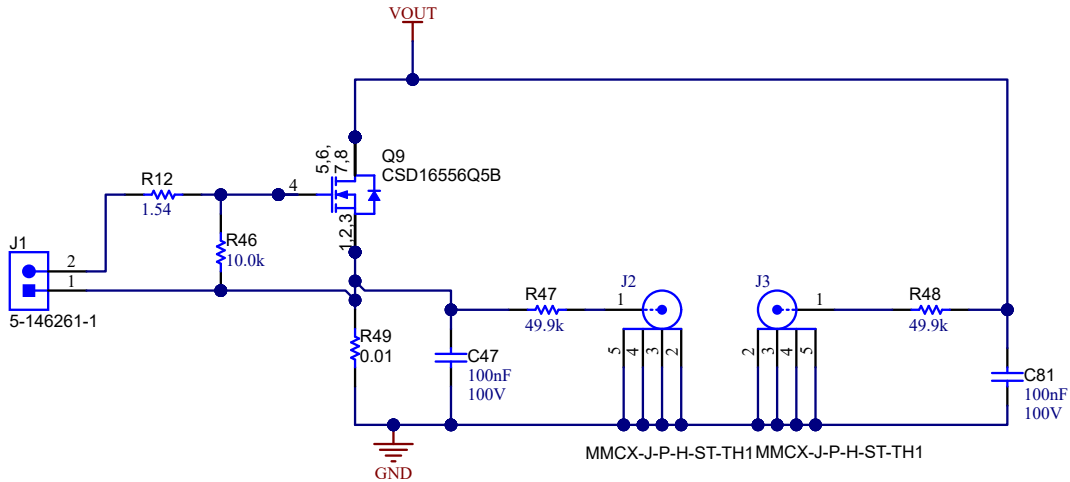 VOUT
5,6,
7,8
Q9
CSD16556Q5B
R12
1.54
4
1,2,3
J1
2
1
5-146261-1
R46
10.0k
R49
0.01
C47
100nF
100V
R47
49.9k
J2
1
5
4
3
2
J3
1
2
3
4
5
R48
49.9k
C81
100nF
100V
MMCX-J-P-H-ST-TH1
MMCX-J-P-H-ST-TH1
GND